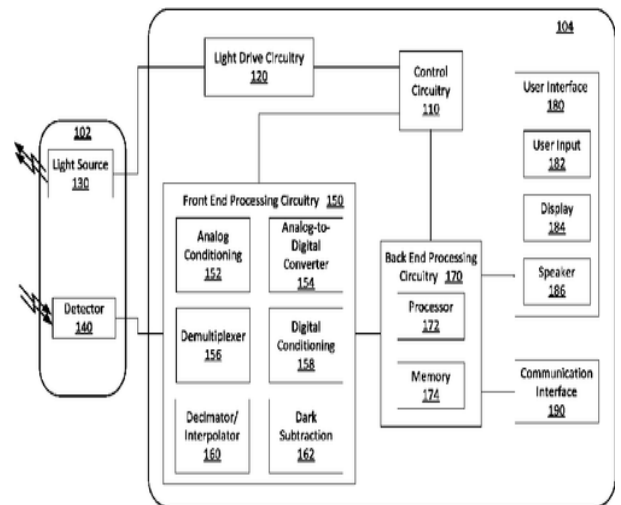 104
Light Drive Circuitry
120
Control
Circuitry
110
User Interface
180
User Input
182
Display
184
Speaker
186
102
Light Source
130
Detector
140
Front End Processing Circuitry 150
Analog
Conditioning
152
Analog-to-
Digital
Converter
154
Demultiplexer
156
Digital
Conditioning
158
Decimator/
Interpolator
160
Dark
Subtraction
162
Back End Processing
Circuitry 170
Processor
172
Memory
174
Communication
Interface
190